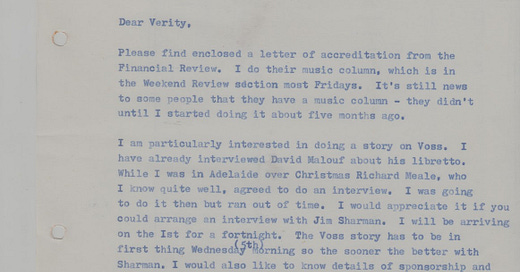 Dear Verity,
Please find enclosed a letter of accreditation from the
Financial Review. I do their music column, which is in
the Weekend Review section most Fridays. It's still news
to some people that they have a music column - they didn't
until I started doing it about five months ago.
I am particularly interested in doing a story on Voss. I
have already interviewed David Malouf about his libretto.
While I was in Adelaide over Christmas Richard Meale, who
I know quite well, agreed to do an interview. I was going
to do it then but ran out of time. I would appreciate it if you
could arrange an interview with Jim Sharman. I will be arriving
on the Ist for a fortnight. The Voss story has to be in
(5th)
first thing Wednesday morning so the sooner the better with
Sharman. I would also like to know details of sponsorship and